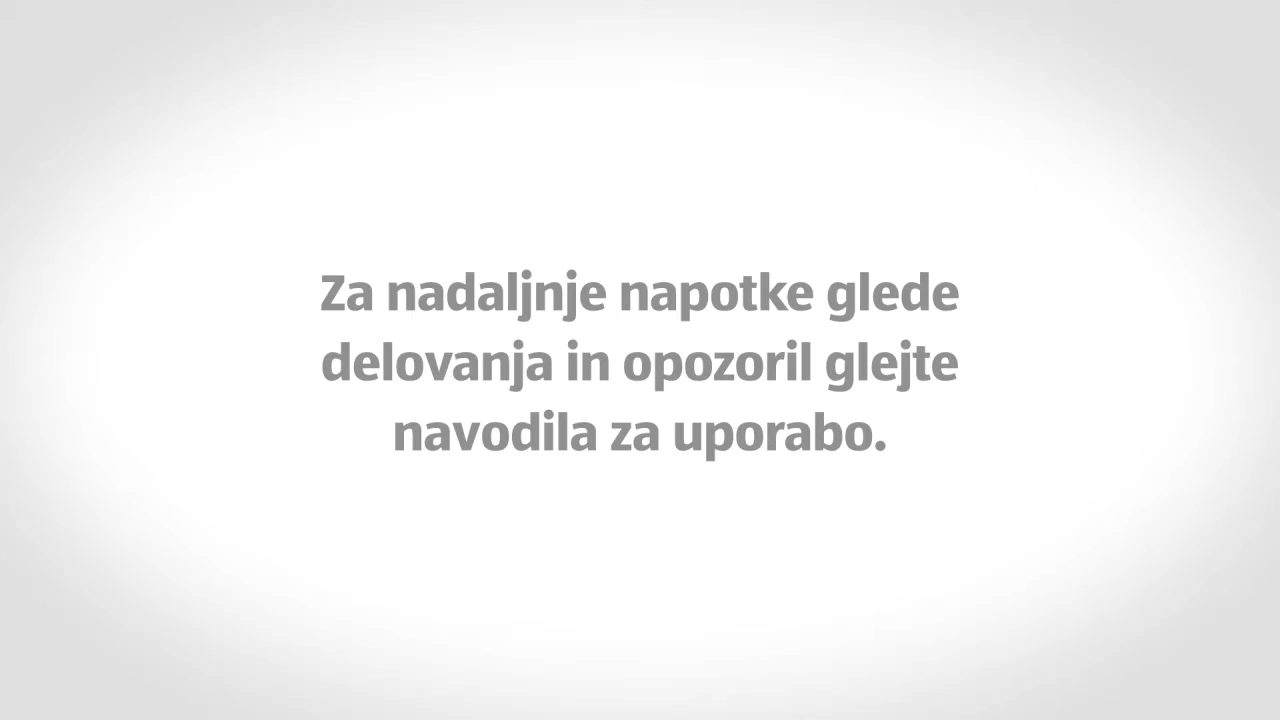 Za nadaljnje napotke glede
delovanja in opozoril glejte
navodila za uporabo.